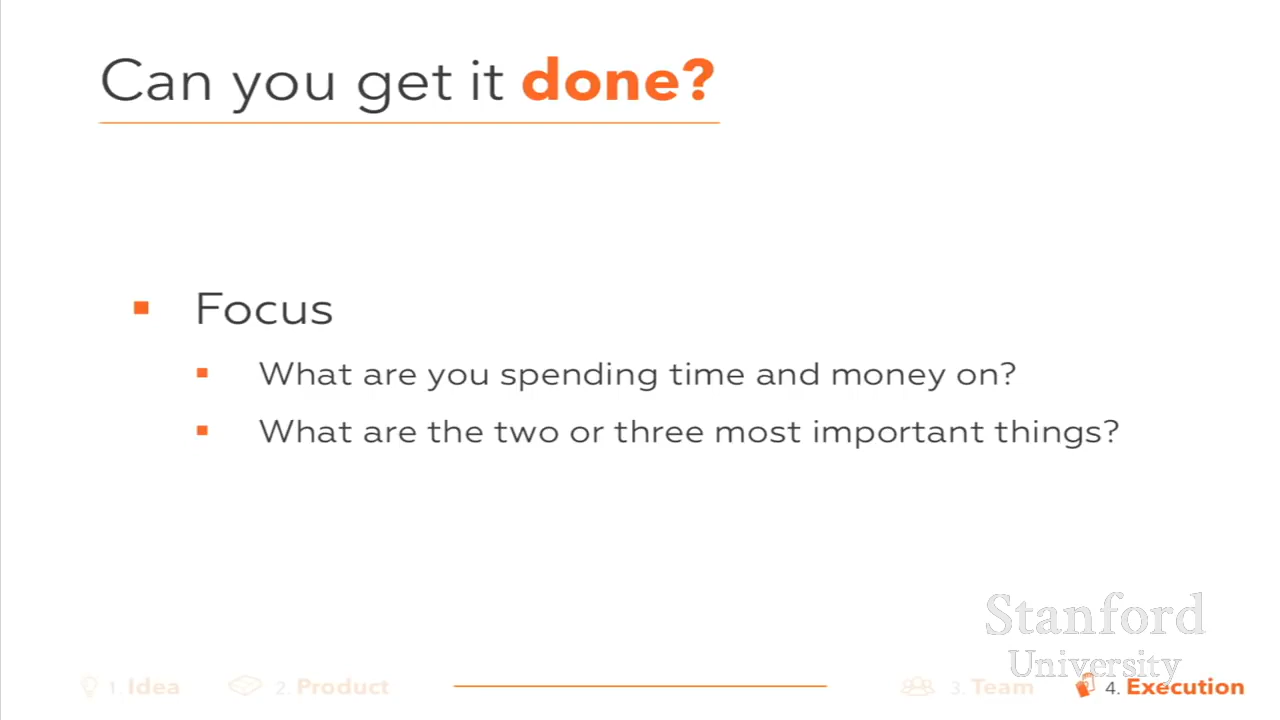 Can you get it done?
Focus
What are you spending time and money on?
What are the two or three most important things?
Stanford
University
1. Idea
2. Product
3. Team
4. Execution